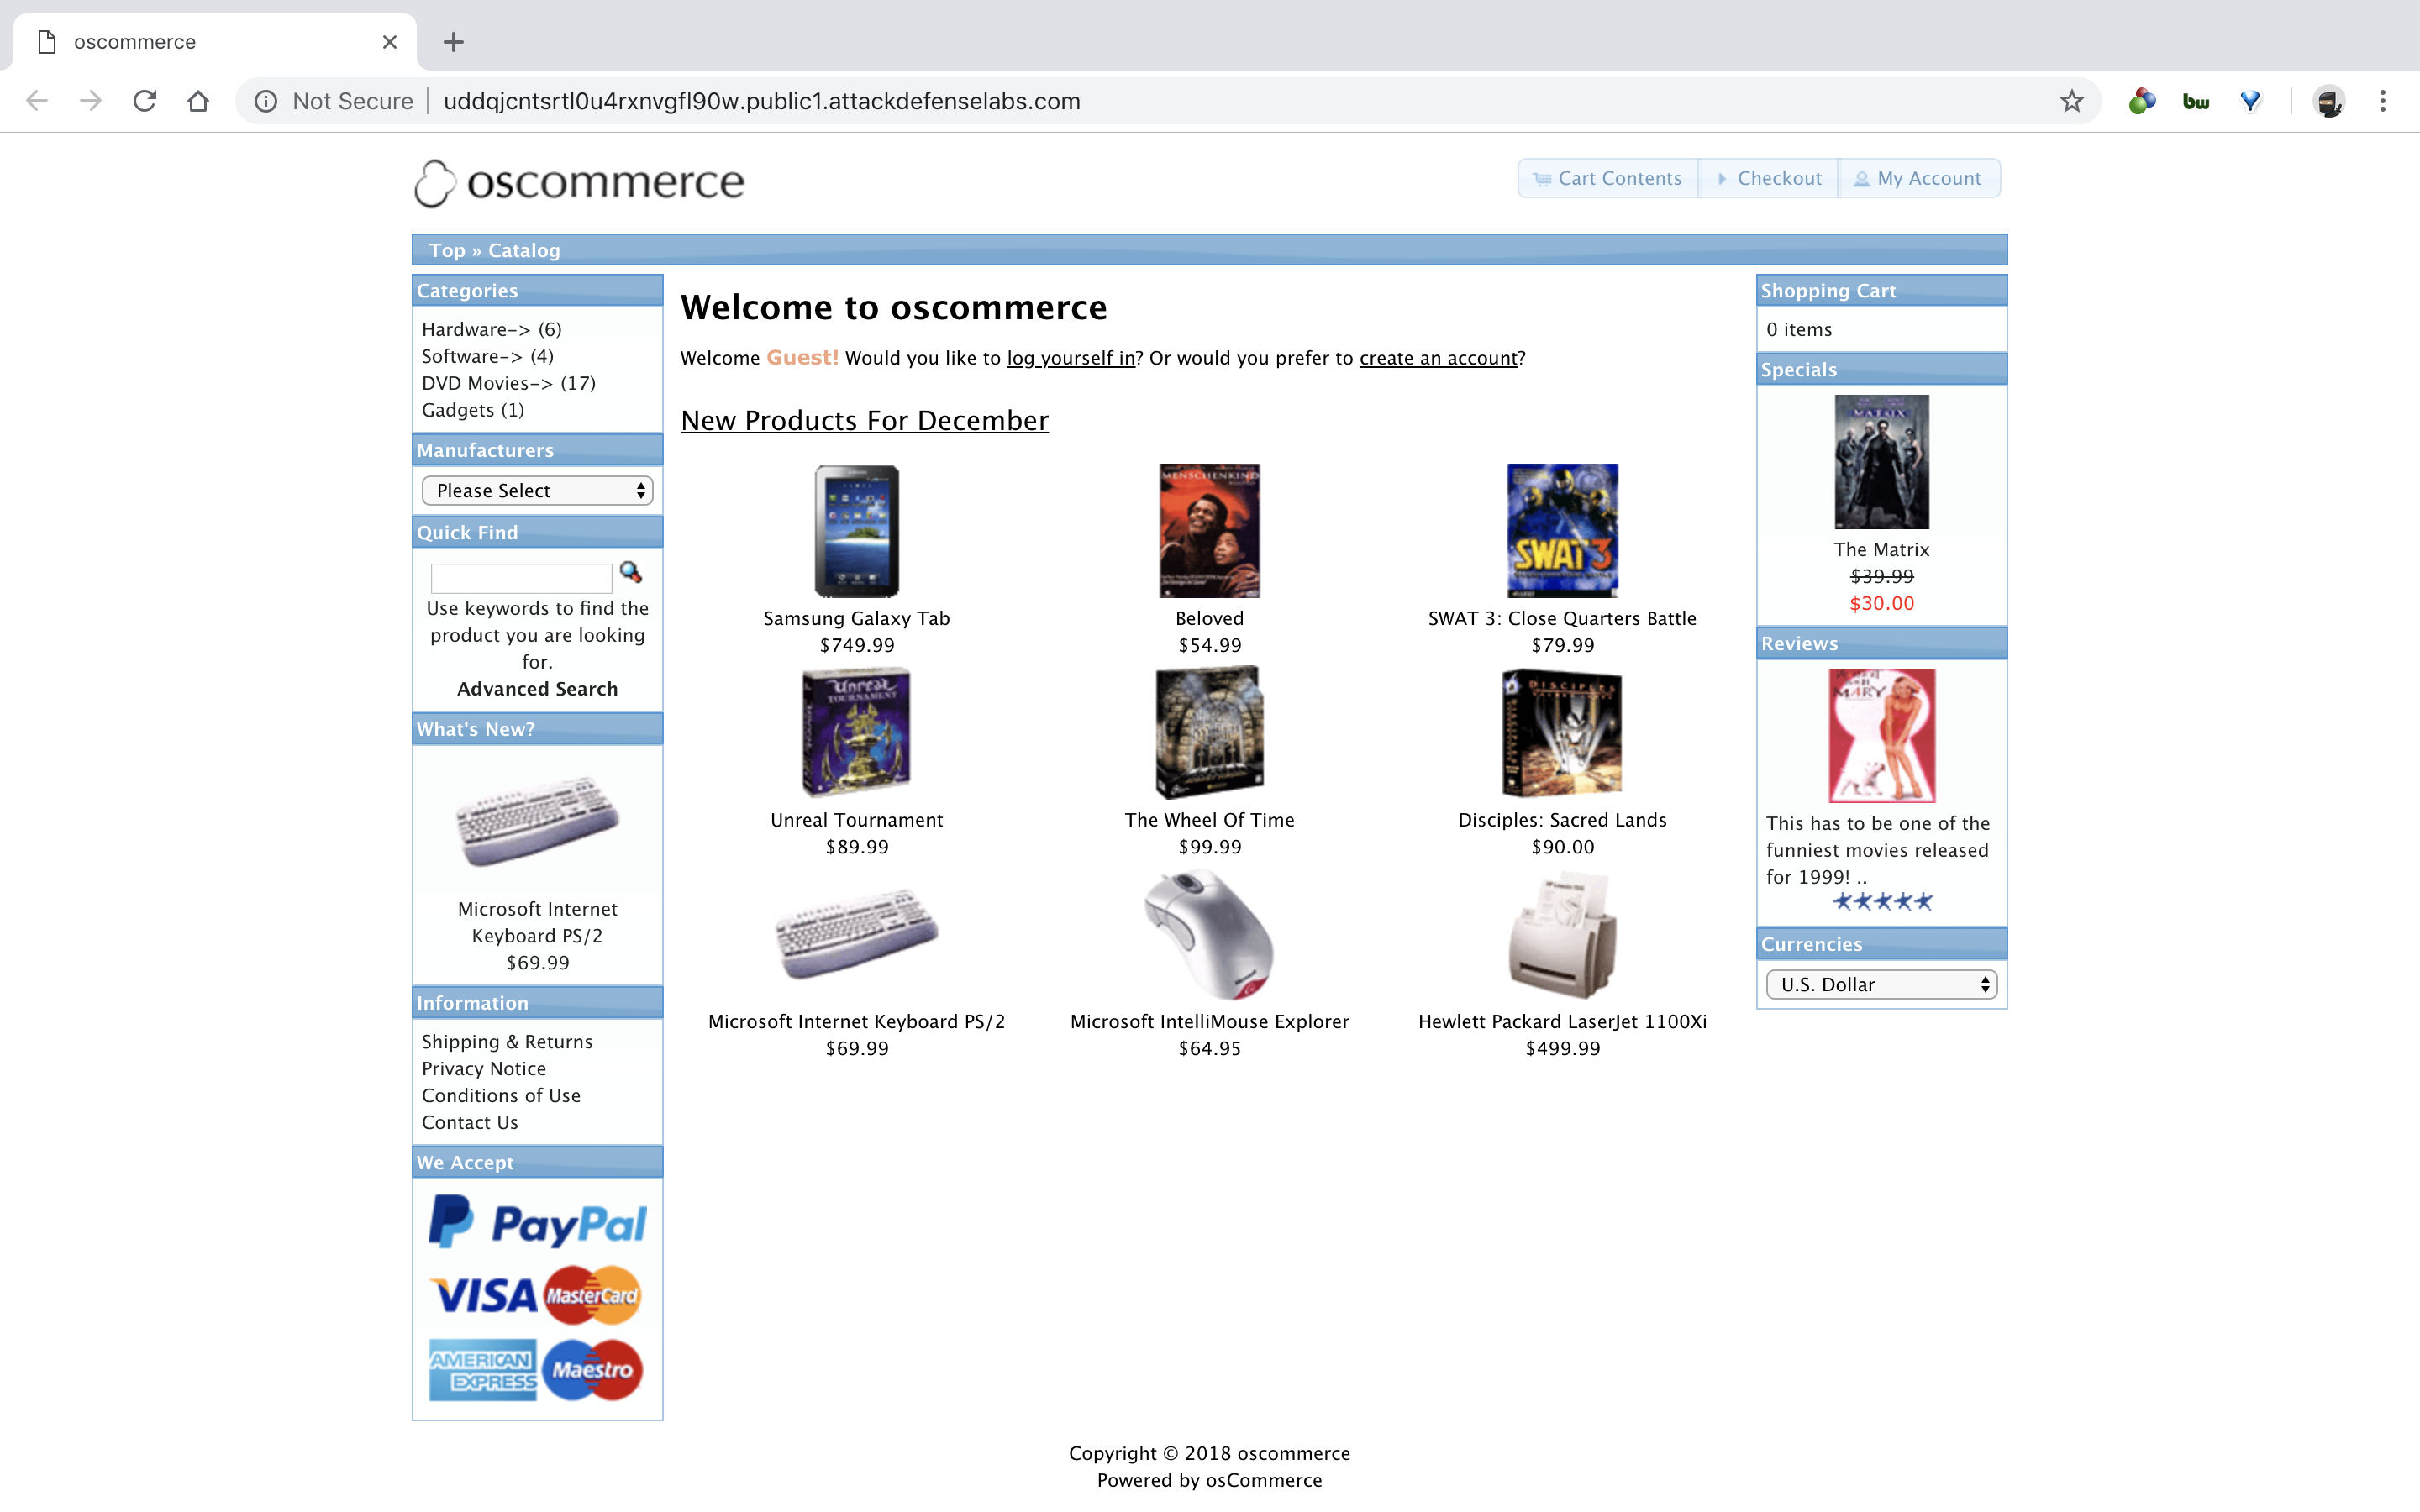 oscommerce
Not Secure
uddqjcntsrtl0u4rxnvgfl90w.public1.attackdefenselabs.com
bw
oscommerce
Cart Contents
Checkout
My Account
Top » Catalog
Categories
Hardware-> (6)
Software-> (4)
DVD Movies-> (17)
Gadgets (1)
Manufacturers
Please Select
Quick Find
Use keywords to find the
product you are looking
for.
Advanced Search
What's New?
Microsoft Internet
Keyboard PS/2
$69.99
Information
Shipping & Returns
Privacy Notice
Conditions of Use
Contact Us
We Accept
PayPal
VISA
MasterCard
AMERICAN
EXPRESS
Maestro
Welcome to oscommerce
Welcome Guest! Would you like to log yourself in? Or would you prefer to create an account?
New Products For December
MENSCHENKIND
SWAT 3
Samsung Galaxy Tab
$749.99
Beloved
$54.99
SWAT 3: Close Quarters Battle
$79.99
Unreal
TOURNAMENT
DISCIPLES
Unreal Tournament
$89.99
The Wheel Of Time
$99.99
Disciples: Sacred Lands
$90.00
Microsoft Internet Keyboard PS/2
$69.99
Microsoft IntelliMouse Explorer
$64.95
Hewlett Packard LaserJet 1100Xi
$499.99
Shopping Cart
0 items
Specials
MATRIX
The Matrix
$39.99
$30.00
Reviews
MARY
This has to be one of the
funniest movies released
for 1999! ..
Currencies
U.S. Dollar
Copyright © 2018 oscommerce
Powered by osCommerce